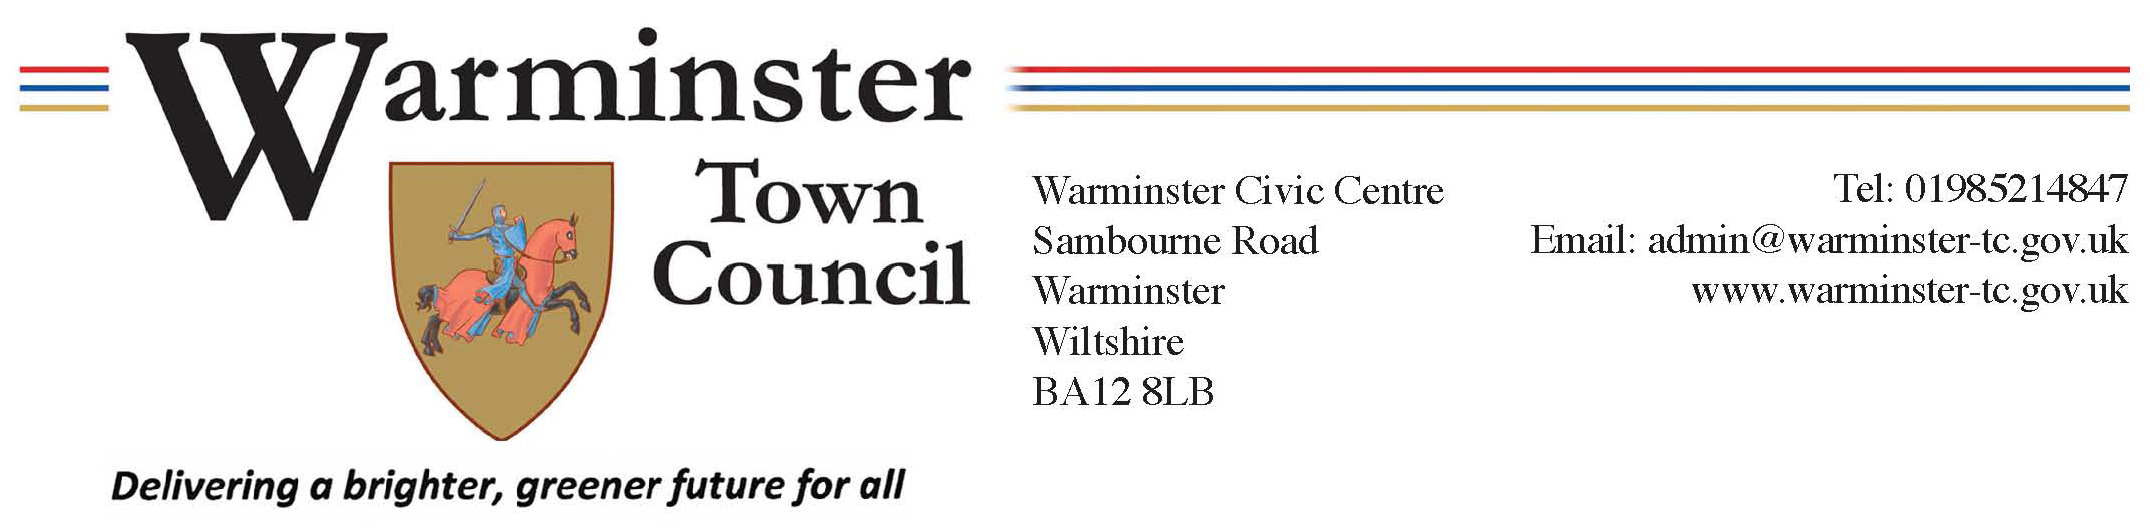 Warminster
Town
Council
Delivering a brighter, greener future for all
Warminster Civic Centre
Sambourne Road
Warminster
Wiltshire
BA12 8LB
Tel: 01985214847
Email: admin@warminster-tc.gov.uk
www.warminster-tc.gov.uk